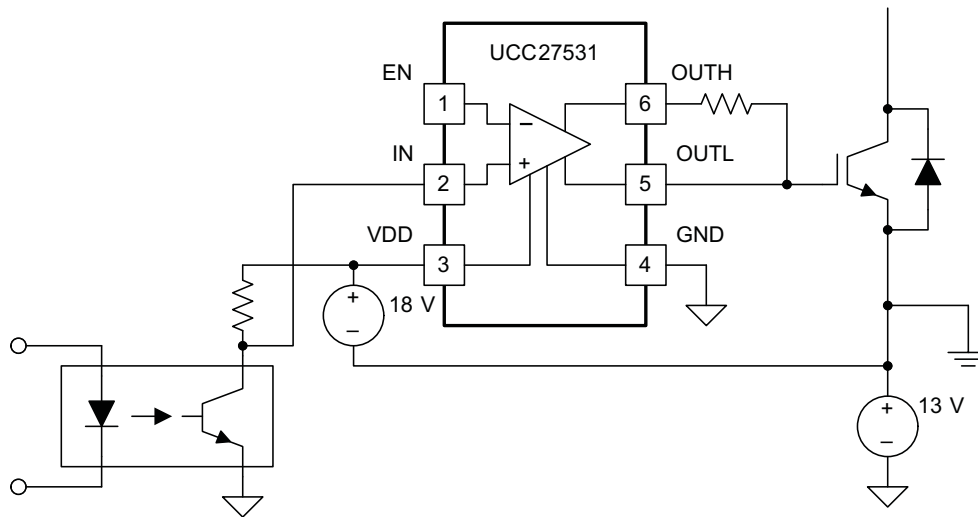 UCC27531
EN
OUTH
1
6
IN
OUTL
2
5
VDD
GND
3
4
18 V
13 V